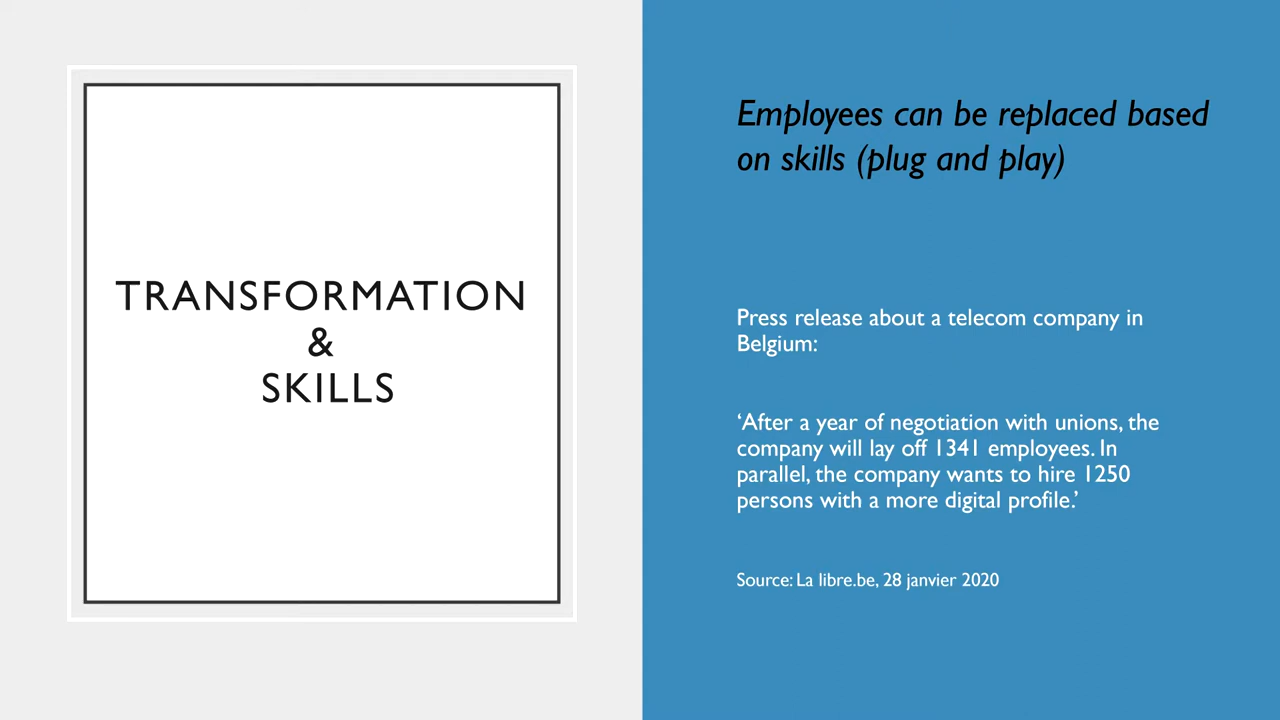 TRANSFORMATION
&
SKILLS
Employees can be replaced based
on skills (plug and play)
Press release about a telecom company in
Belgium:
‘After a year of negotiation with unions, the
company will lay off 1341 employees. In
parallel, the company wants to hire 1250
persons with a more digital profile.’
Source: La libre.be, 28 janvier 2020